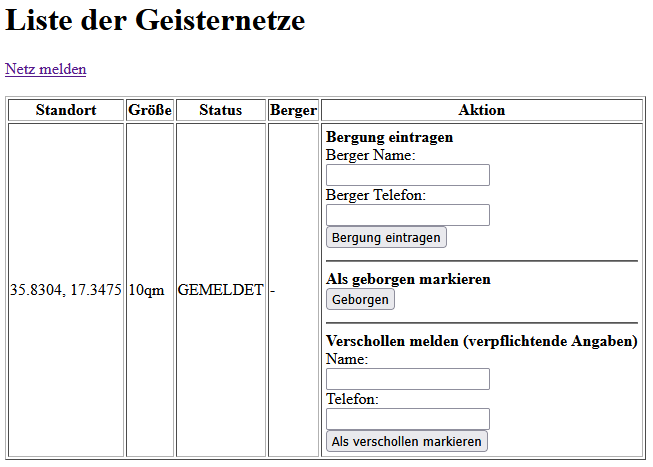 Liste der Geisternetze
Netz melden
Standort Größe Status Berger Aktion
35.8304, 17.3475 10qm GEMELDET -
Bergung eintragen
Berger Name:
Berger Telefon:
Bergung eintragen
Als geborgen markieren
Geborgen
Verschollen melden (verpflichtende Angaben)
Name:
Telefon:
Als verschollen markieren